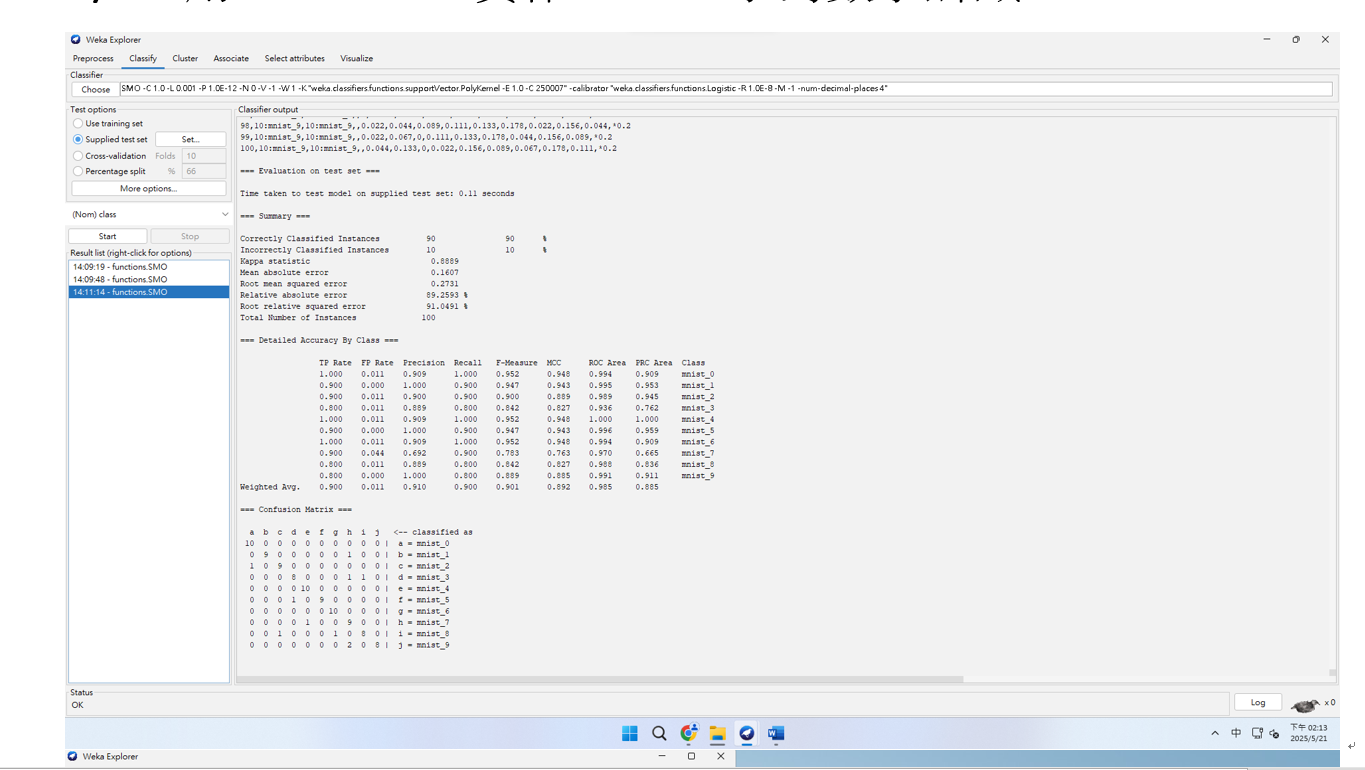 Weka Explorer
Preprocess Classify Cluster Associate Select attributes Visualize
Classifier
Choose SMO -C 1.0 -L 0.001 -P 1.0E-12 -N 0 -V -1 -W 1 -K "weka.classifiers.functions.supportVector.PolyKernel -E 1.0 -C 250007" -calibrator "weka.classifiers.functions.Logistic -R 1.0E-8 -M -1 -num-decimal-places 4"
Test options
Use training set
Supplied test set Set...
Cross-validation Folds 10
Percentage split % 66
More options...
(Nom) class
Start Stop
Result list (right-click for options)
14:09:19 - functions.SMO
14:09:48 - functions.SMO
14:11:14 - functions.SMO
Classifier output
98,10:mnist_9,10:mnist_9,,0.022,0.044,0.089,0.111,0.133,0.178,0.022,0.156,0.044,*0.2
99,10:mnist_9,10:mnist_9,,0.022,0.067,0,0.111,0.133,0.178,0.044,0.156,0.089,*0.2
100,10:mnist_9,10:mnist_9,,0.044,0.133,0,0.022,0.156,0.089,0.067,0.178,0.111,*0.2
=== Evaluation on test set ===
Time taken to test model on supplied test set: 0.11 seconds
=== Summary ===
Correctly Classified Instances 90 90 %
Incorrectly Classified Instances 10 10 %
Kappa statistic 0.8889
Mean absolute error 0.1607
Root mean squared error 0.2731
Relative absolute error 89.2593 %
Root relative squared error 91.0491 %
Total Number of Instances 100
=== Detailed Accuracy By Class ===
TP Rate FP Rate Precision Recall F-Measure MCC ROC Area PRC Area Class
1.000 0.011 0.909 1.000 0.952 0.948 0.994 0.909 mnist_0
0.900 0.000 1.000 0.900 0.947 0.943 0.995 0.953 mnist_1
0.900 0.011 0.900 0.900 0.900 0.889 0.989 0.945 mnist_2
0.800 0.011 0.889 0.800 0.842 0.827 0.936 0.762 mnist_3
1.000 0.011 0.909 1.000 0.952 0.948 1.000 1.000 mnist_4
0.900 0.000 1.000 0.900 0.947 0.943 0.996 0.959 mnist_5
1.000 0.011 0.909 1.000 0.952 0.948 0.994 0.909 mnist_6
0.900 0.044 0.692 0.900 0.783 0.763 0.970 0.665 mnist_7
0.800 0.011 0.889 0.800 0.842 0.827 0.988 0.836 mnist_8
0.800 0.000 1.000 0.800 0.889 0.885 0.991 0.911 mnist_9
Weighted Avg. 0.900 0.011 0.910 0.900 0.901 0.892 0.985 0.885
=== Confusion Matrix ===
a b c d e f g h i j <-- classified as
10 0 0 0 0 0 0 0 0 0 | a = mnist_0
0 9 0 0 0 0 0 1 0 0 | b = mnist_1
1 0 9 0 0 0 0 0 0 0 | c = mnist_2
0 0 0 8 0 0 0 1 1 0 | d = mnist_3
0 0 0 0 10 0 0 0 0 0 | e = mnist_4
0 0 0 1 0 9 0 0 0 0 | f = mnist_5
0 0 0 0 0 0 10 0 0 0 | g = mnist_6
0 0 0 0 1 0 0 9 0 0 | h = mnist_7
0 0 1 0 0 0 1 0 8 0 | i = mnist_8
0 0 0 0 0 0 0 2 0 8 | j = mnist_9
Status
OK
Log x 0
中 下午 02:13
2025/5/21
Weka Explorer